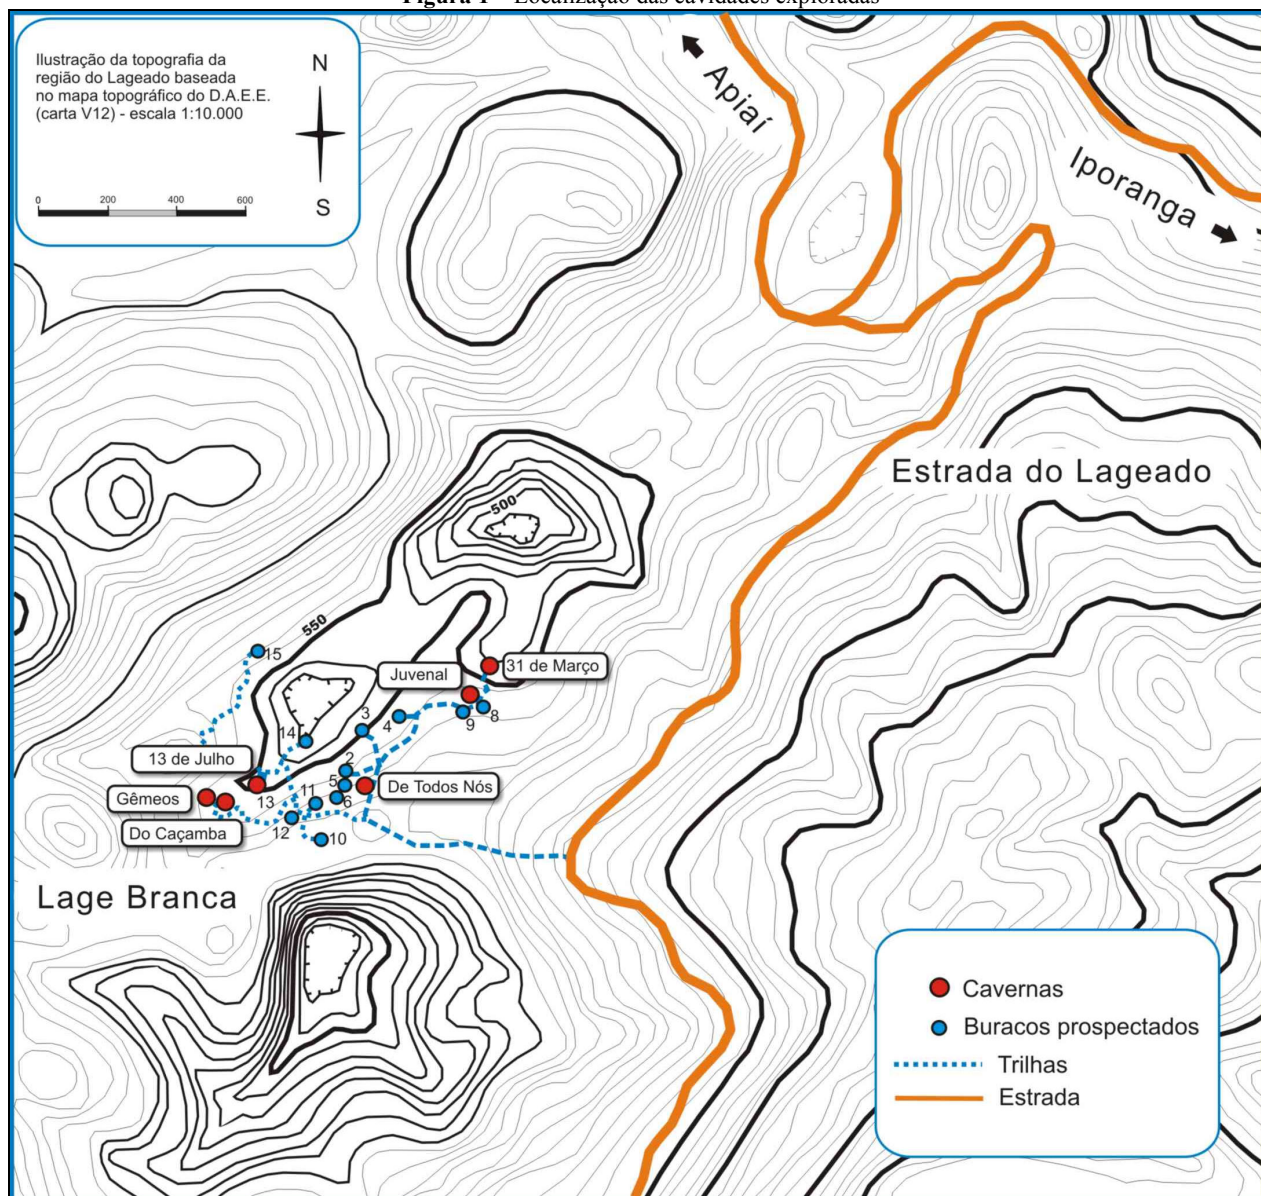 Figura 1 – Localização das cavidades exploradas
Ilustração da topografia da
região do Lageado baseada
no mapa topográfico do D.A.E.E.
(carta V12) - escala 1:10.000
N
S
0 200 400 600
Apiaí
Iporanga
Estrada do Lageado
500
550
15
31 de Março
Juvenal
3
4
9
8
14
13 de Julho
2
5
De Todos Nós
Gêmeos
13
11
6
Do Caçamba
12
10
Lage Branca
Cavernas
Buracos prospectados
Trilhas
Estrada